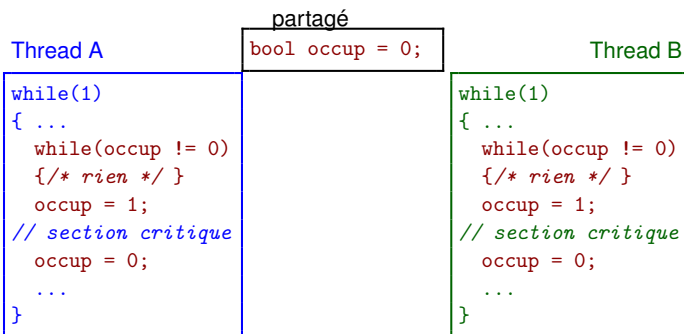 partagé
Thread A
bool occup = 0;
Thread B
while(1)
{ ...
while(occup != 0)
{/* rien */ }
occup = 1;
// section critique
occup = 0;
...
}
while(1)
{ ...
while(occup != 0)
{/* rien */ }
occup = 1;
// section critique
occup = 0;
...
}